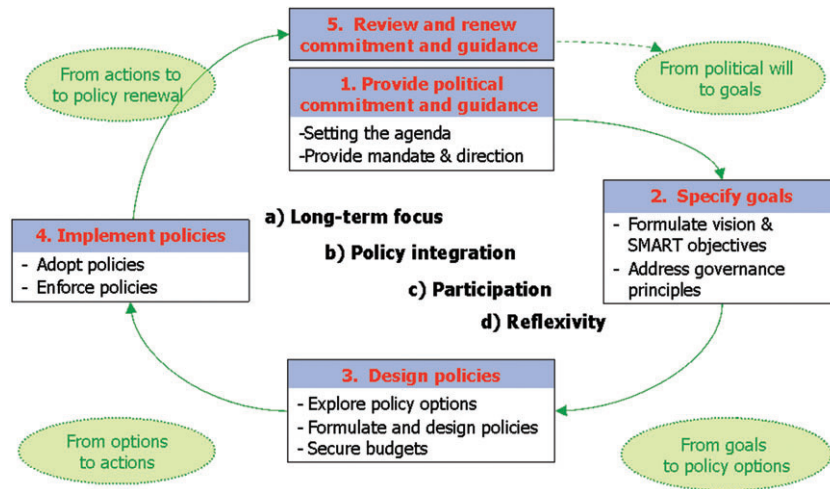 5. Review and renew
commitment and guidance
From actions to
to policy renewal
From political will
to goals
1. Provide political
commitment and guidance
-Setting the agenda
-Provide mandate & direction
2. Specify goals
- Formulate vision &
SMART objectives
- Address governance
principles
a) Long-term focus
b) Policy integration
c) Participation
d) Reflexivity
4. Implement policies
- Adopt policies
- Enforce policies
3. Design policies
- Explore policy options
- Formulate and design policies
- Secure budgets
From options
to actions
From goals
to policy options